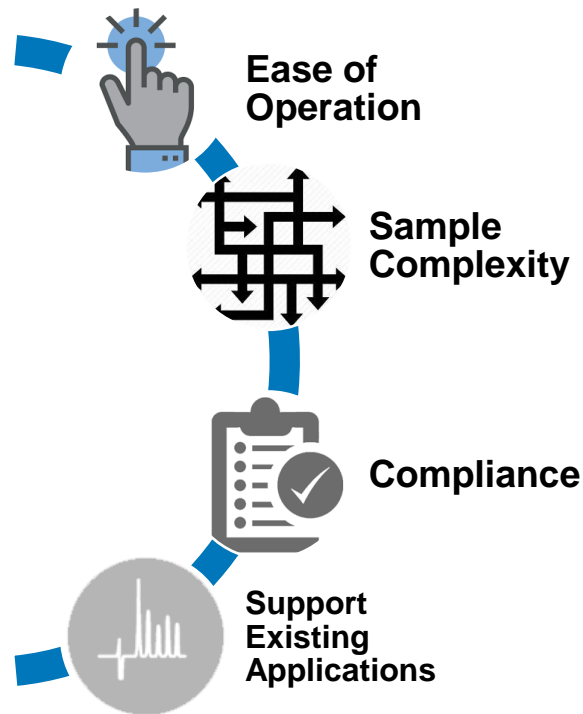 Ease of
Operation
Sample
Complexity
Compliance
Support
Existing
Applications